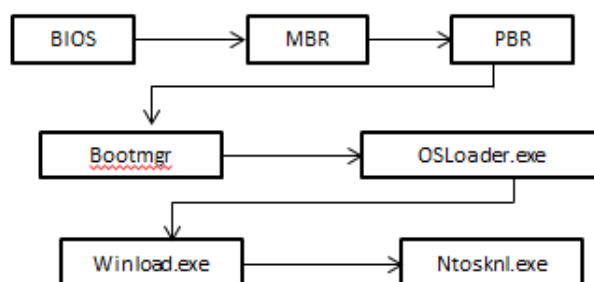 BIOS MBR PBR
Bootmgr OSLoader.exe
Winload.exe Ntosknl.exe